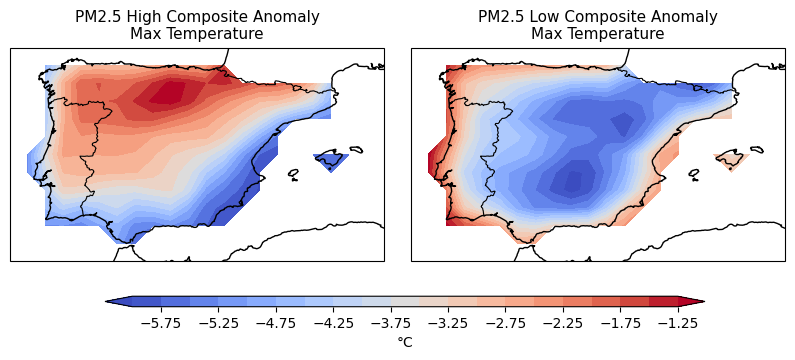 PM2.5 High Composite Anomaly
Max Temperature
PM2.5 Low Composite Anomaly
Max Temperature
−5.75 −5.25 −4.75 −4.25 −3.75 −3.25 −2.75 −2.25 −1.75 −1.25
°C